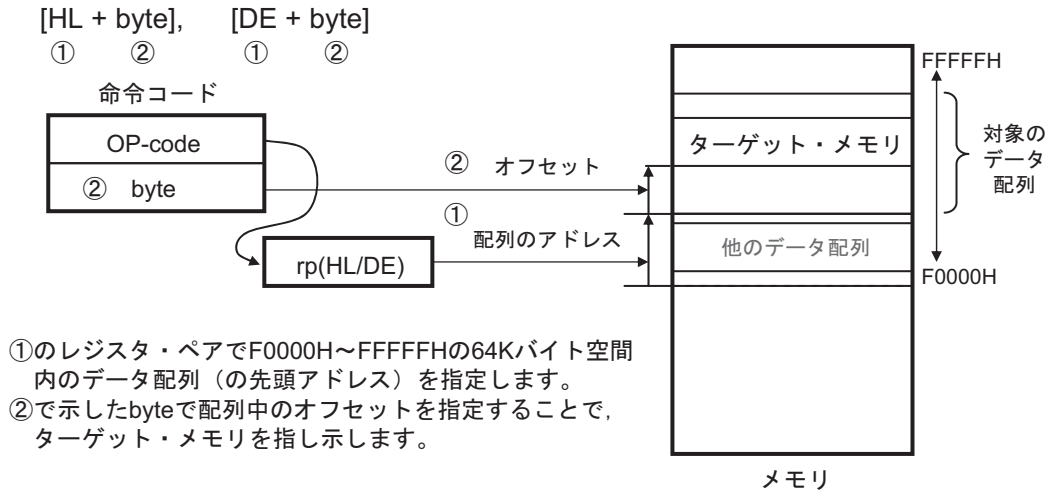 [HL + byte], [DE + byte]
① ② ① ②
命令コード
OP-code
② byte
rp(HL/DE)
② オフセット
①
配列のアドレス
FFFFFH
ターゲット・メモリ
対象の
データ
配列
他のデータ配列
F0000H
メモリ
①のレジスタ・ペアでF0000H～FFFFFHの64Kバイト空間
内のデータ配列（の先頭アドレス）を指定します。
②で示したbyteで配列中のオフセットを指定することで,
ターゲット・メモリを指し示します。